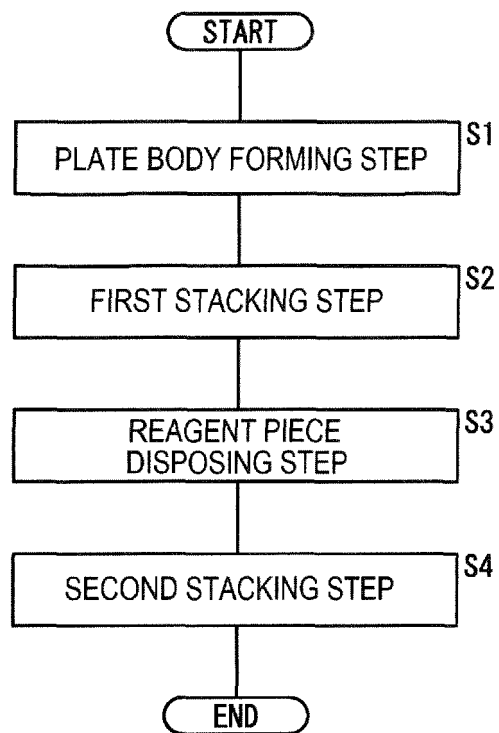 START
S1
PLATE BODY FORMING STEP
S2
FIRST STACKING STEP
S3
REAGENT PIECE
DISPOSING STEP
S4
SECOND STACKING STEP
END